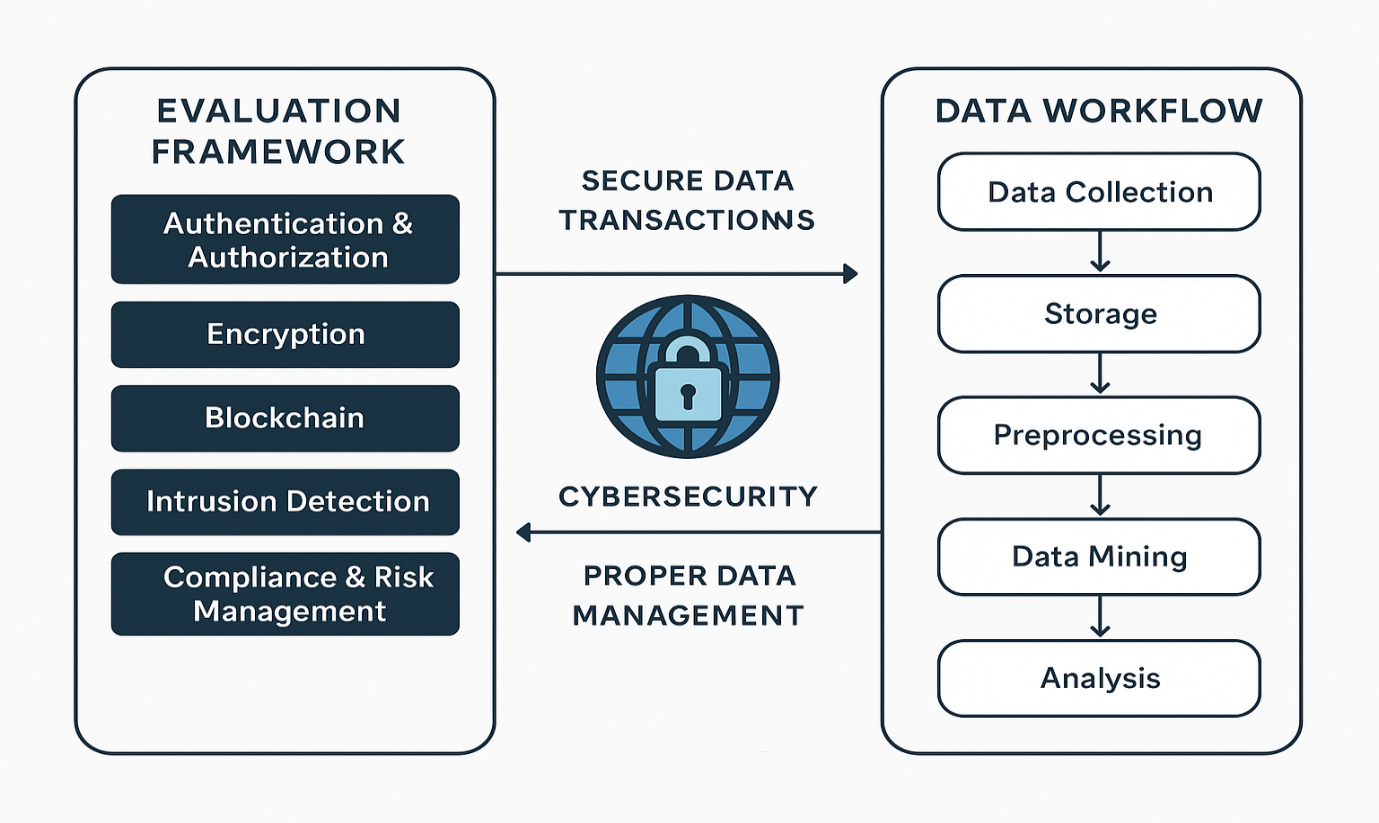 EVALUATION
FRAMEWORK
Authentication &
Authorization
Encryption
Blockchain
Intrusion Detection
Compliance & Risk
Management
SECURE DATA
TRANSACTIONS
CYBERSECURITY
PROPER DATA
MANAGEMENT
DATA WORKFLOW
Data Collection
Storage
Preprocessing
Data Mining
Analysis